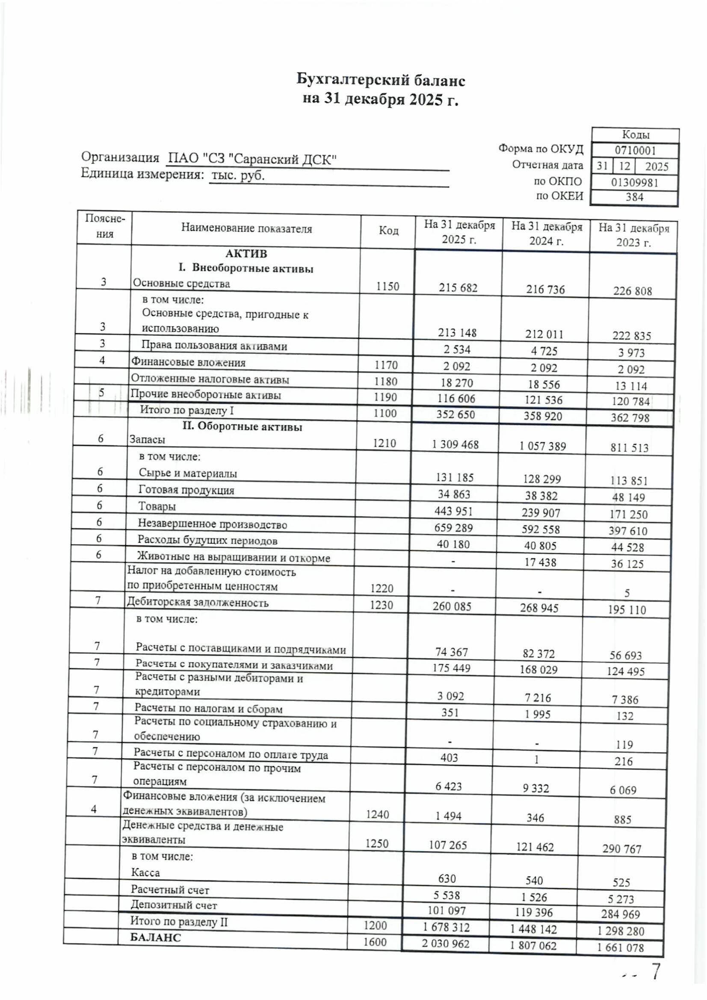 Бухгалтерский баланс
на 31 декабря 2025 г.
Коды
Форма по ОКУД 0710001
Отчетная дата 31 12 2025
по ОКПО 01309981
по ОКЕИ 384
Организация ПАО "СЗ "Саранский ДСК"
Единица измерения: тыс. руб.
Поясне-
ния
Наименование показателя
Код
На 31 декабря
2025 г.
На 31 декабря
2024 г.
На 31 декабря
2023 г.
АКТИВ
I. Внеоборотные активы
3 Основные средства 1150 215 682 216 736 226 808
в том числе:
Основные средства, пригодные к
3 использованию 213 148 212 011 222 835
3 Права пользования активами 2 534 4 725 3 973
4 Финансовые вложения 1170 2 092 2 092 2 092
Отложенные налоговые активы 1180 18 270 18 556 13 114
5 Прочие внеоборотные активы 1190 116 606 121 536 120 784
Итого по разделу I 1100 352 650 358 920 362 798
II. Оборотные активы
6 Запасы 1210 1 309 468 1 057 389 811 513
в том числе:
6 Сырье и материалы 131 185 128 299 113 851
6 Готовая продукция 34 863 38 382 48 149
6 Товары 443 951 239 907 171 250
6 Незавершенное производство 659 289 592 558 397 610
6 Расходы будущих периодов 40 180 40 805 44 528
6 Животные на выращивании и откорме - 17 438 36 125
Налог на добавленную стоимость
по приобретенным ценностям 1220 - - 5
7 Дебиторская задолженность 1230 260 085 268 945 195 110
в том числе:
7 Расчеты с поставщиками и подрядчиками 74 367 82 372 56 693
7 Расчеты с покупателями и заказчиками 175 449 168 029 124 495
Расчеты с разными дебиторами и
7 кредиторами 3 092 7 216 7 386
7 Расчеты по налогам и сборам 351 1 995 132
Расчеты по социальному страхованию и
7 обеспечению - - 119
7 Расчеты с персоналом по оплате труда 403 1 216
Расчеты с персоналом по прочим
7 операциям 6 423 9 332 6 069
Финансовые вложения (за исключением
4 денежных эквивалентов) 1240 1 494 346 885
Денежные средства и денежные
эквиваленты 1250 107 265 121 462 290 767
в том числе:
Касса 630 540 525
Расчетный счет 5 538 1 526 5 273
Депозитный счет 101 097 119 396 284 969
Итого по разделу II 1200 1 678 312 1 448 142 1 298 280
БАЛАНС 1600 2 030 962 1 807 062 1 661 078
7